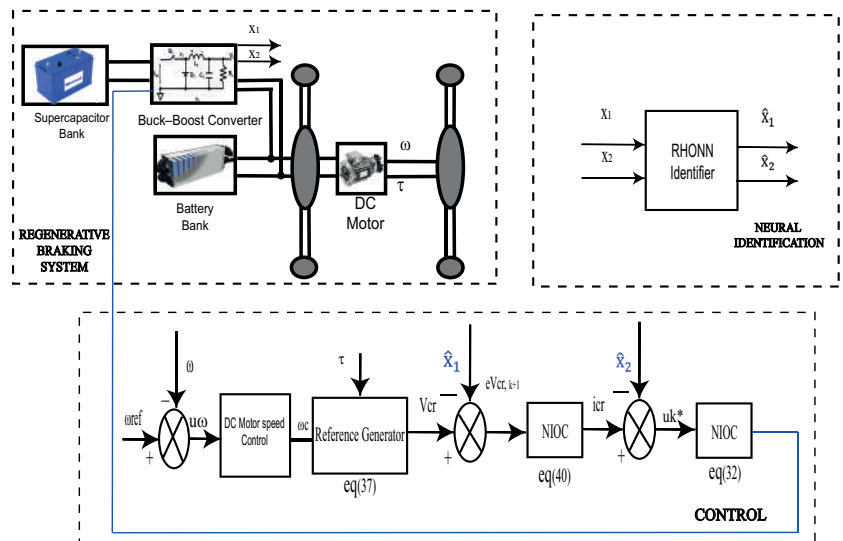 X1
X2
Supercapacitor
Bank
Buck–Boost Converter
Battery
Bank
DC
Motor
ω
τ
REGENERATIVE
BRAKING
SYSTEM
X1
X2
RHONN
Identifier
x̂1
x̂2
NEURAL
IDENTIFICATION
ω
ωref
−
+
uω
DC Motor speed
Control
ωc
τ
Reference Generator
eq(37)
Vcr
x̂1
−
+
eVcr, k+1
NIOC
eq(40)
icr
x̂2
−
+
uk*
NIOC
eq(32)
CONTROL